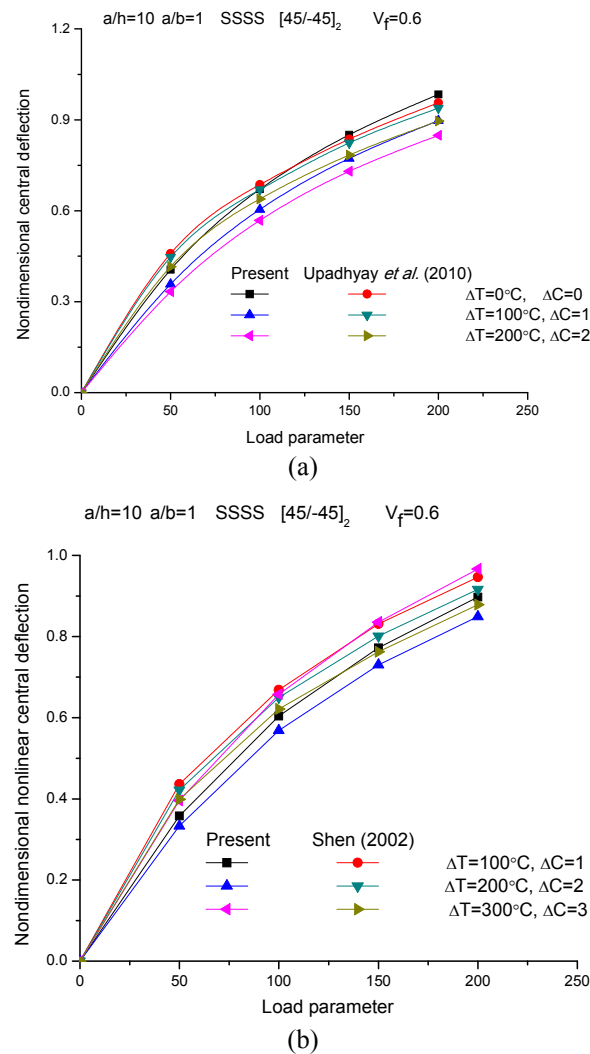 a/h=10 a/b=1 SSSS [45/-45]₂ V_f=0.6
1.2
0.9
0.6
0.3
0.0
Nondimensional central deflection
Present Upadhyay et al. (2010)
ΔT=0°C, ΔC=0
ΔT=100°C, ΔC=1
ΔT=200°C, ΔC=2
0 50 100 150 200 250
Load parameter
(a)
a/h=10 a/b=1 SSSS [45/-45]₂ V_f=0.6
1.0
0.8
0.6
0.4
0.2
0.0
Nondimensional nonlinear central deflection
Present Shen (2002)
ΔT=100°C, ΔC=1
ΔT=200°C, ΔC=2
ΔT=300°C, ΔC=3
0 50 100 150 200 250
Load parameter
(b)